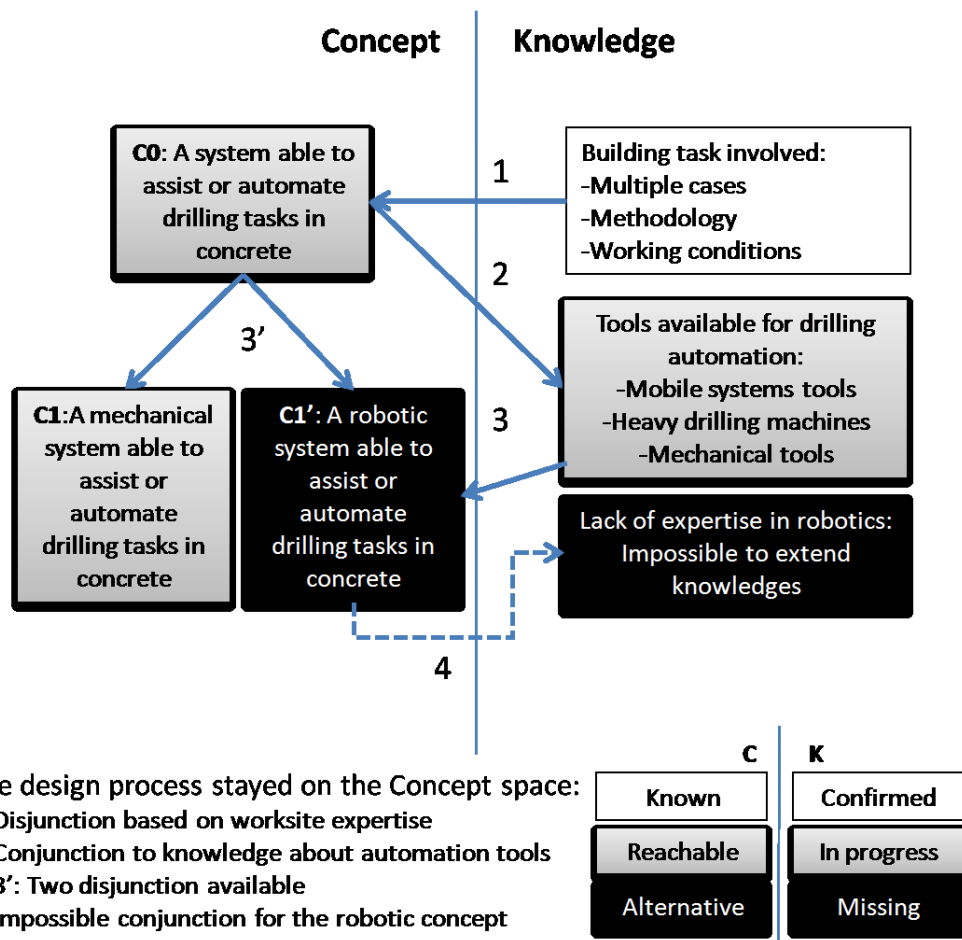 Concept
Knowledge
C0: A system able to
assist or automate
drilling tasks in
concrete
1
Building task involved:
-Multiple cases
-Methodology
-Working conditions
2
3’
Tools available for drilling
automation:
-Mobile systems tools
-Heavy drilling machines
-Mechanical tools
C1:A mechanical
system able to
assist or
automate
drilling tasks in
concrete
C1’: A robotic
system able to
assist or
automate
drilling tasks in
concrete
3
Lack of expertise in robotics:
Impossible to extend
knowledges
4
e design process stayed on the Concept space:
Disjunction based on worksite expertise
Conjunction to knowledge about automation tools
3’: Two disjunction available
mpossible conjunction for the robotic concept
C
K
Known
Confirmed
Reachable
In progress
Alternative
Missing